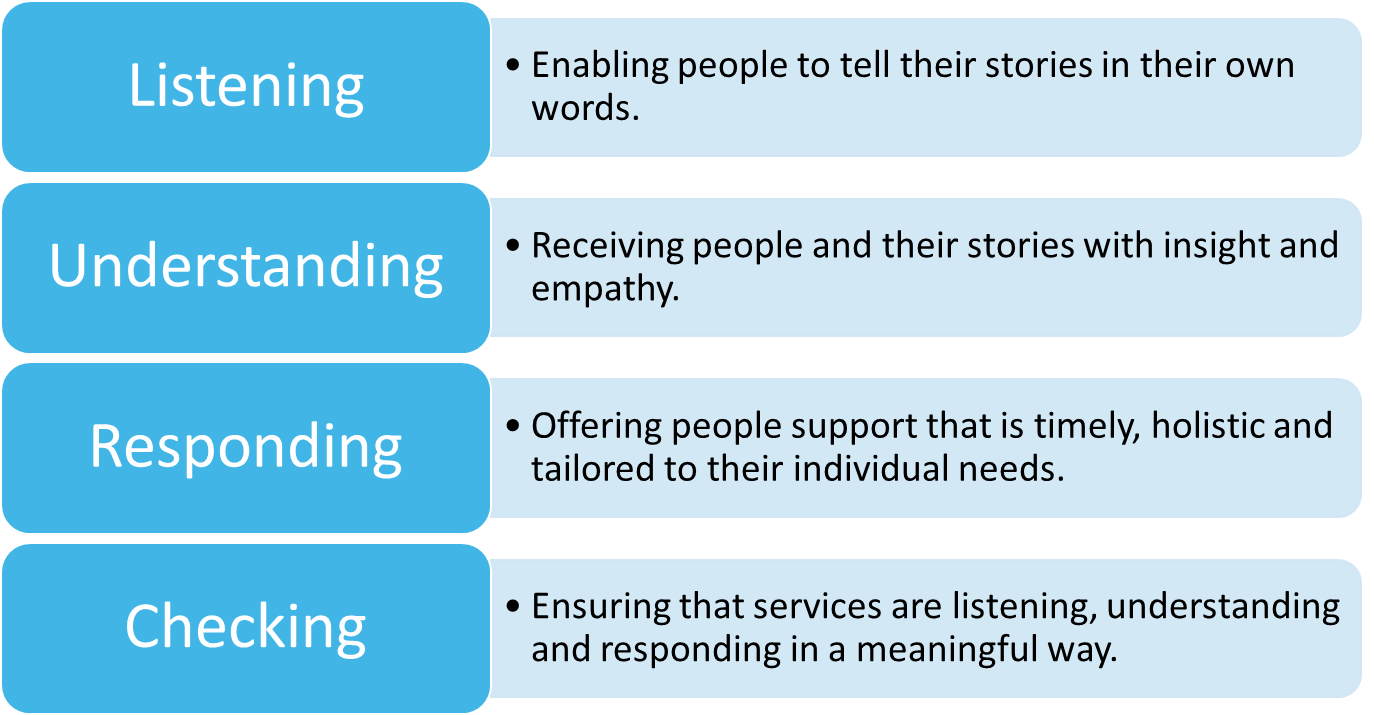 Listening
• Enabling people to tell their stories in their own
words.
Understanding
• Receiving people and their stories with insight and
empathy.
Responding
• Offering people support that is timely, holistic and
tailored to their individual needs.
Checking
• Ensuring that services are listening, understanding
and responding in a meaningful way.